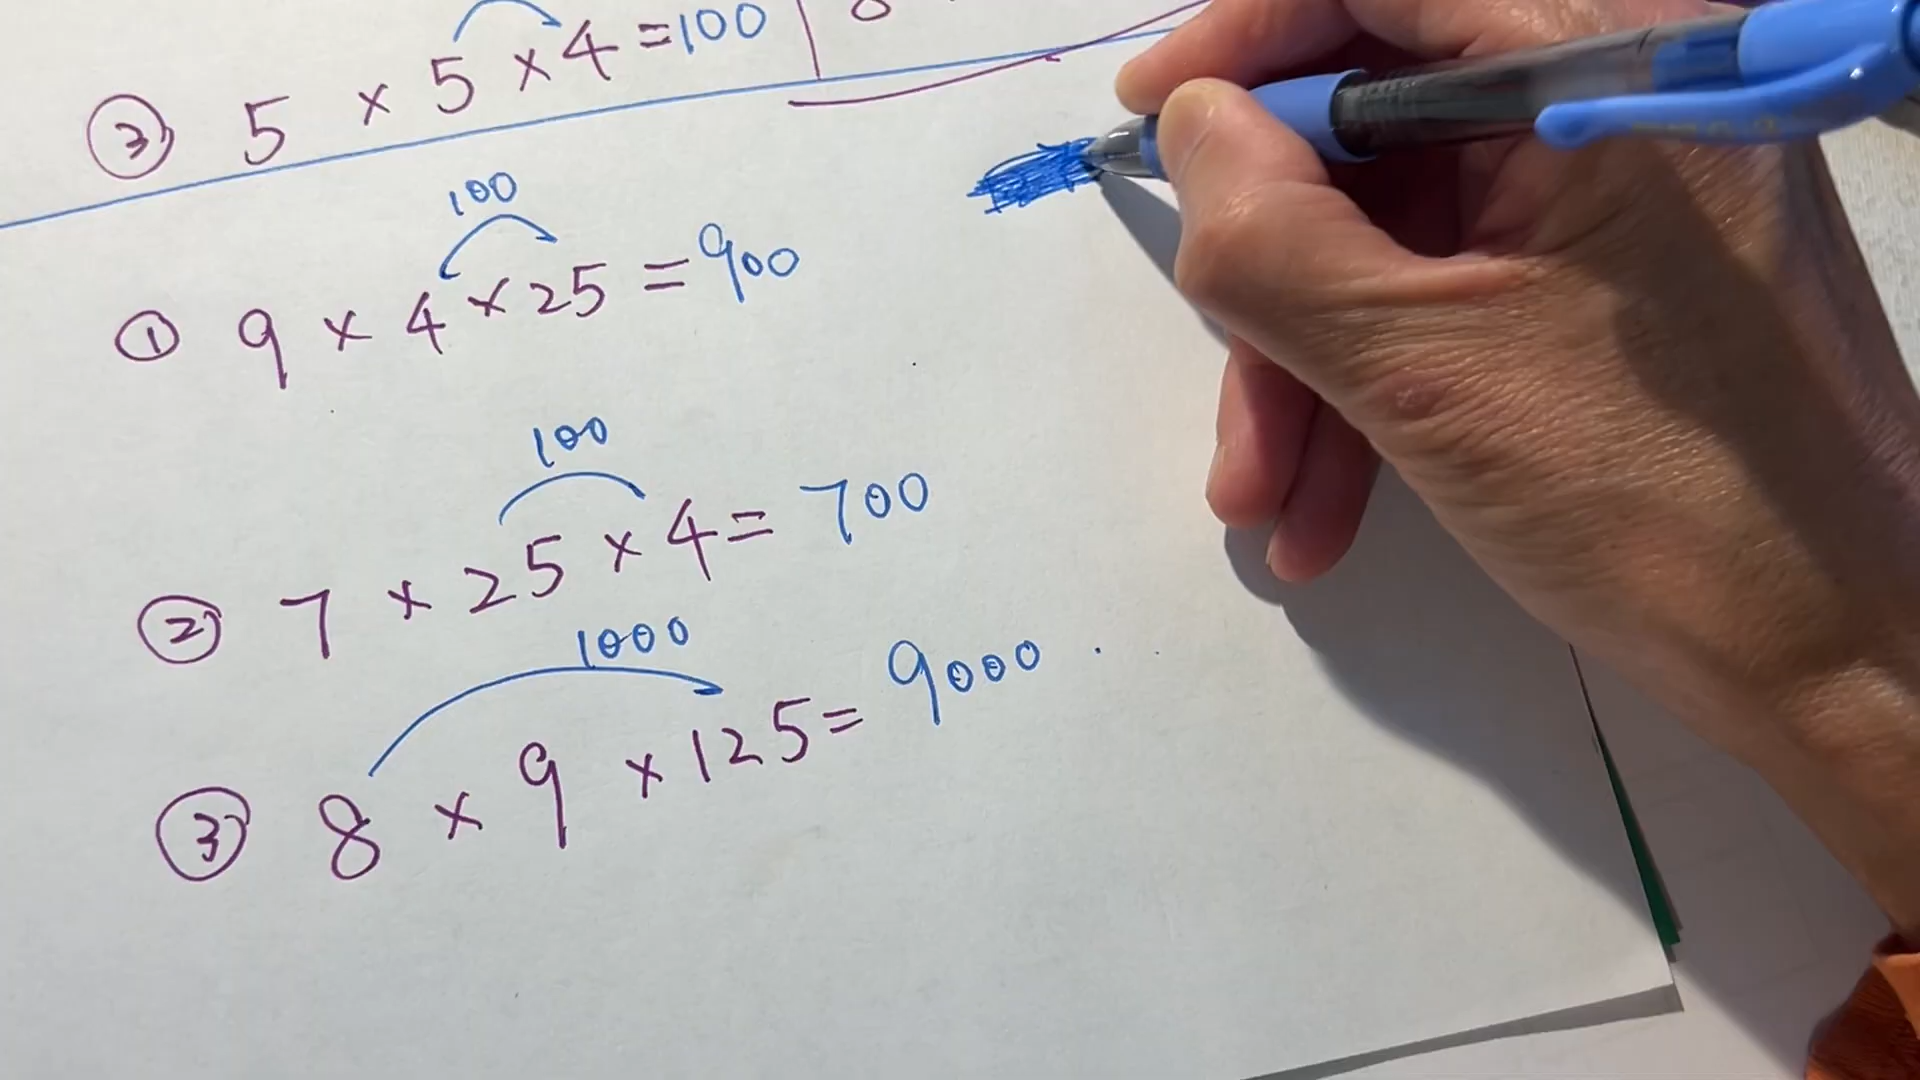 ③ 5 × 5 × 4 = 100
100
① 9 × 4 × 25 = 900
100
② 7 × 25 × 4 = 700
1000
③ 8 × 9 × 125 = 9000